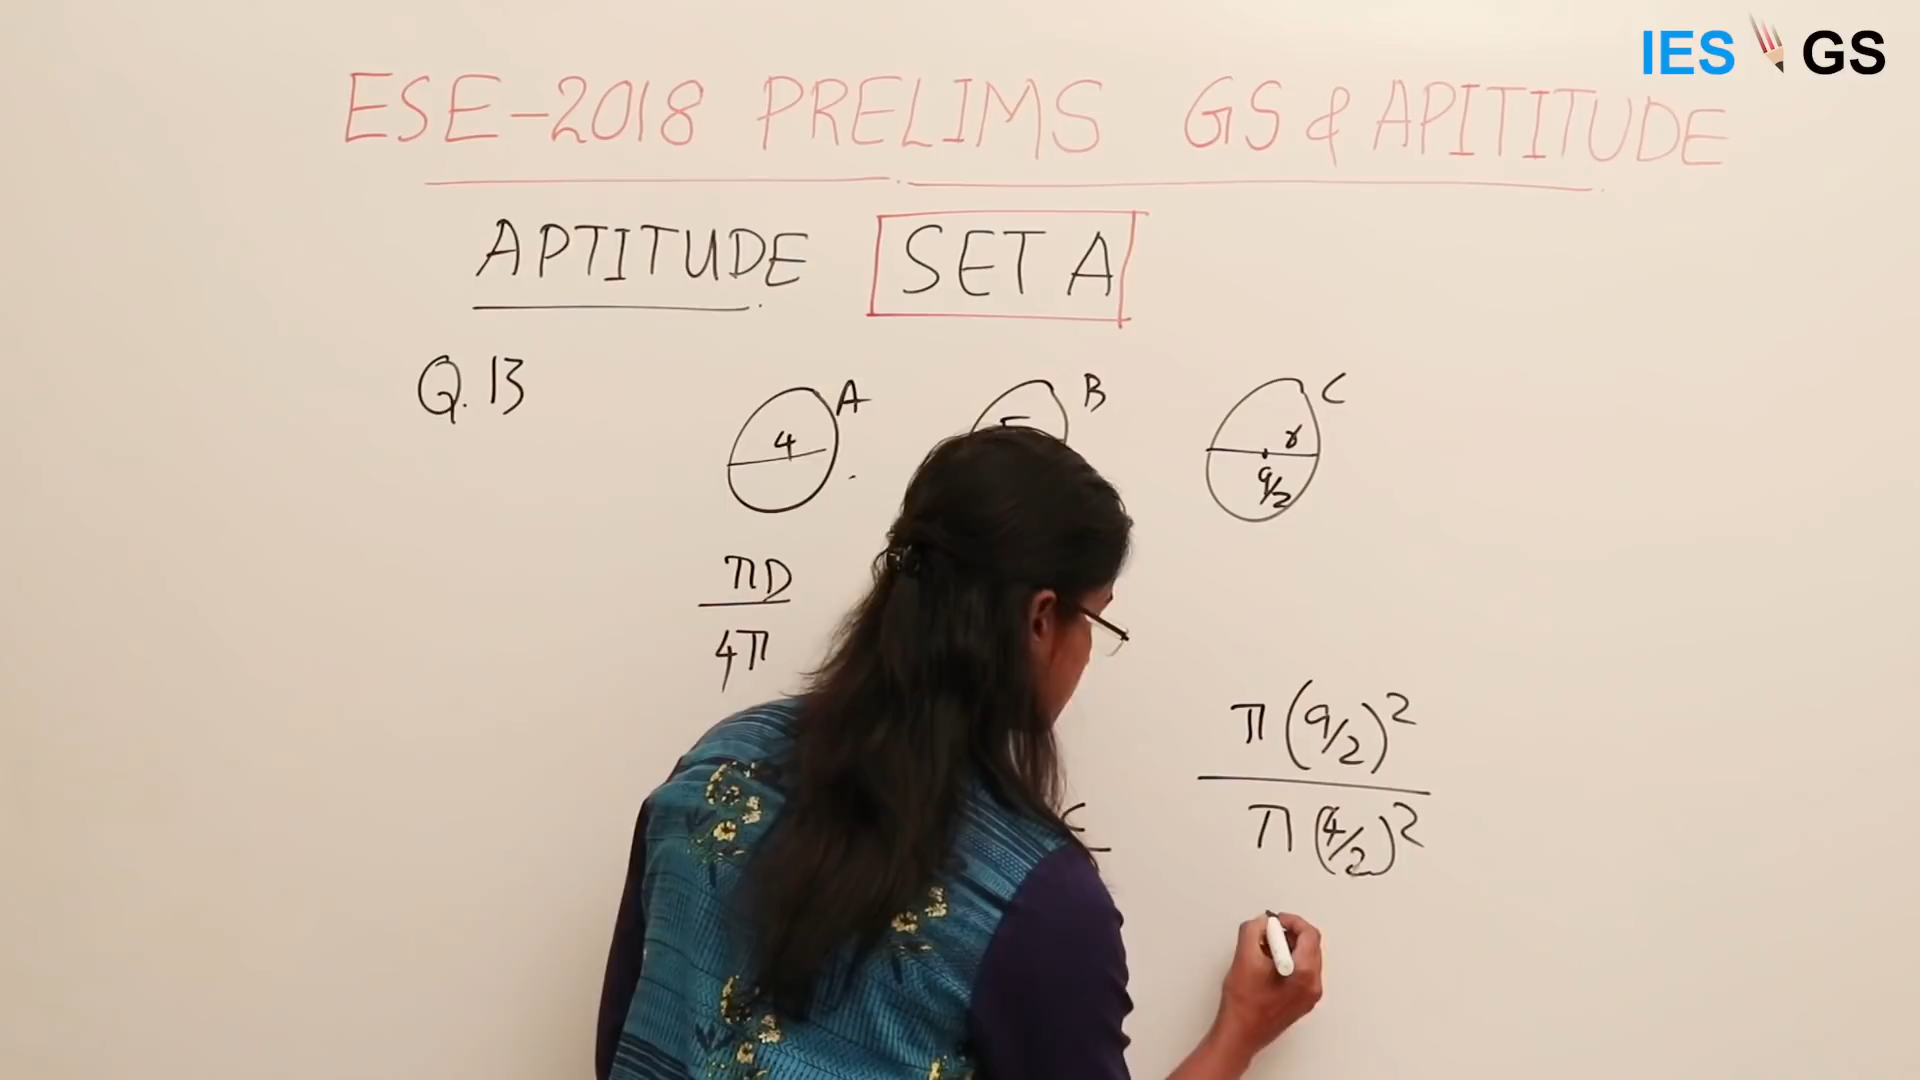 IES GS
ESE-2018 PRELIMS GS & APITITUDE
APTITUDE SET A
Q.13
A
B
C
4
5
r
9/2
πD
4π
π(9/2)²
π(4/2)²